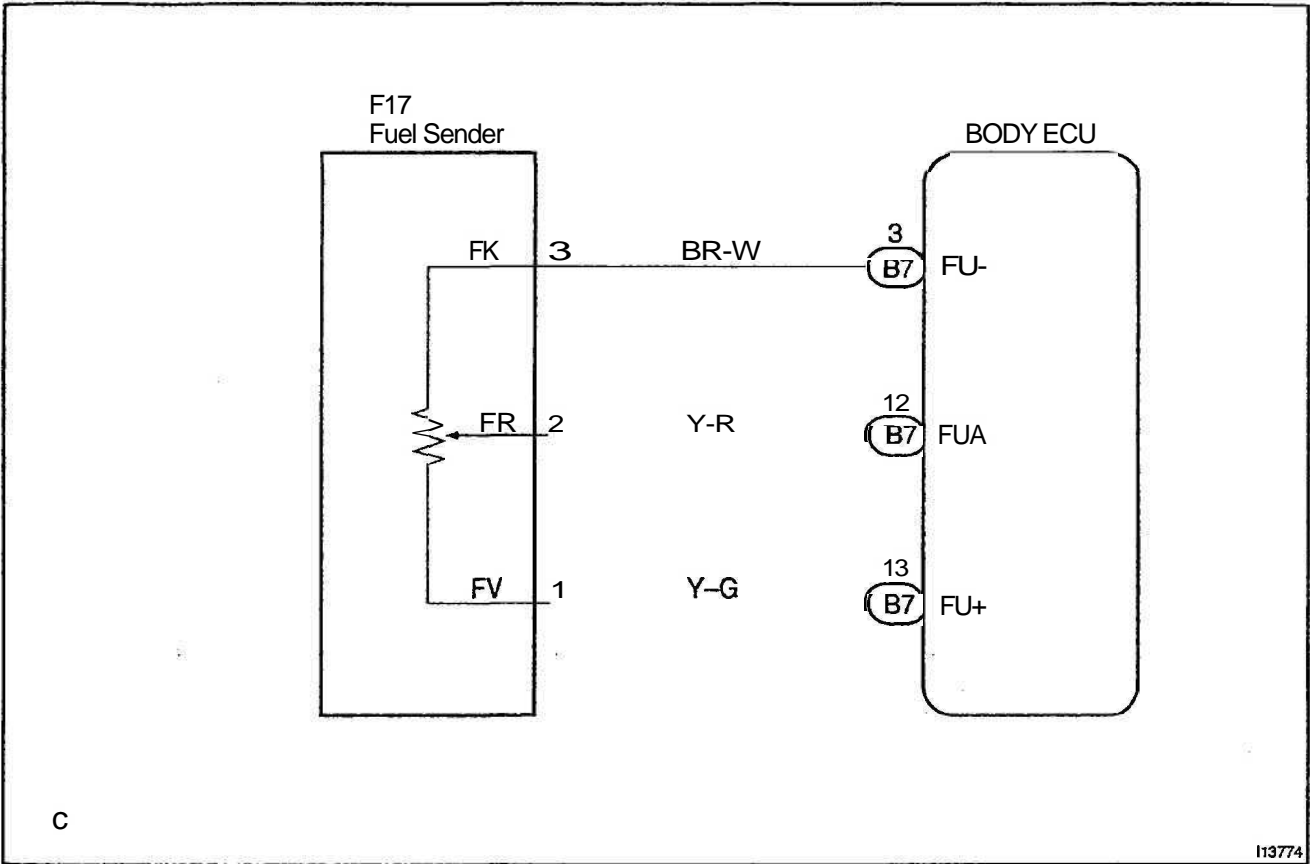 F17
Fuel Sender
BODY ECU
FK 3 BR-W 3 B7 FU-
FR 2 Y-R 12 B7 FUA
FV 1 Y–G 13 B7 FU+
C
I13774